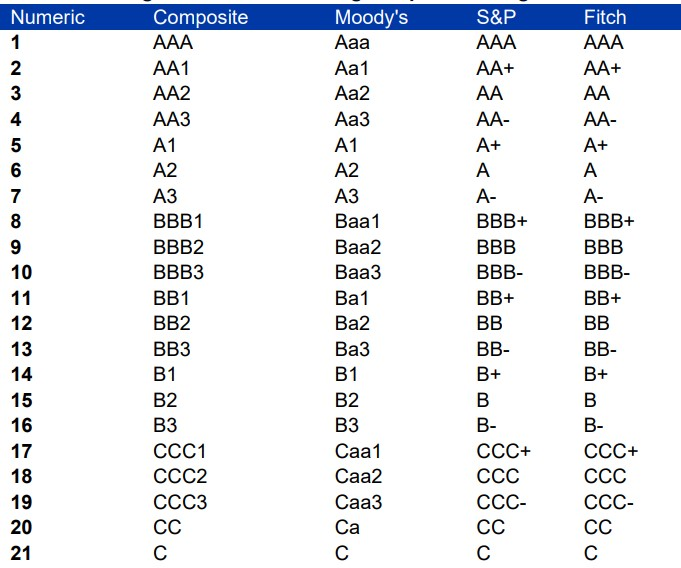 Numeric Composite Moody's S&P Fitch
1 AAA Aaa AAA AAA
2 AA1 Aa1 AA+ AA+
3 AA2 Aa2 AA AA
4 AA3 Aa3 AA- AA-
5 A1 A1 A+ A+
6 A2 A2 A A
7 A3 A3 A- A-
8 BBB1 Baa1 BBB+ BBB+
9 BBB2 Baa2 BBB BBB
10 BBB3 Baa3 BBB- BBB-
11 BB1 Ba1 BB+ BB+
12 BB2 Ba2 BB BB
13 BB3 Ba3 BB- BB-
14 B1 B1 B+ B+
15 B2 B2 B B
16 B3 B3 B- B-
17 CCC1 Caa1 CCC+ CCC+
18 CCC2 Caa2 CCC CCC
19 CCC3 Caa3 CCC- CCC-
20 CC Ca CC CC
21 C C C C